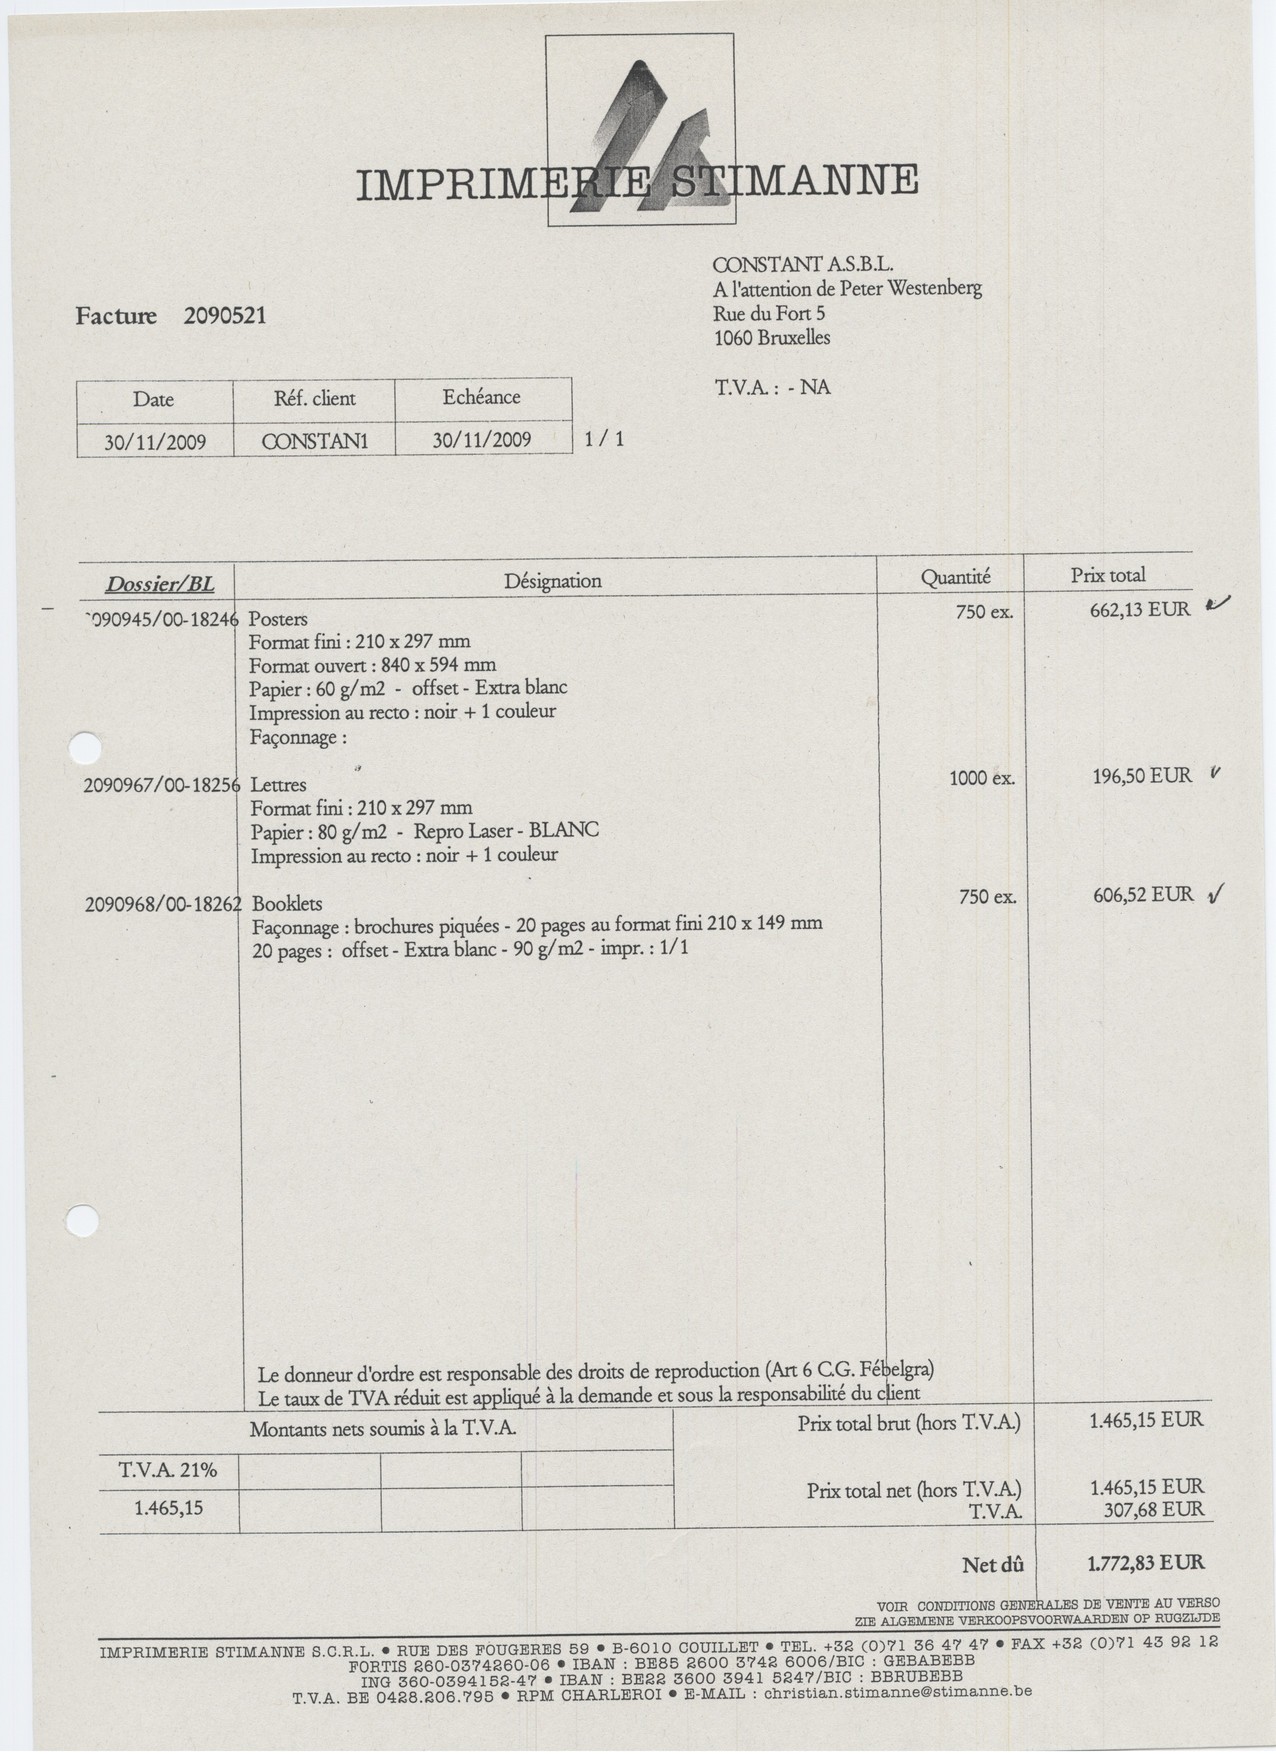 IMPRIMERIE STIMANNE
CONSTANT A.S.B.L.
A l'attention de Peter Westenberg
Rue du Fort 5
1060 Bruxelles
T.V.A. : - NA
Facture 2090521
Date Réf. client Echéance
30/11/2009 CONSTAN1 30/11/2009 1 / 1
Dossier/BL Désignation Quantité Prix total
2090945/00-18246 Posters 750 ex. 662,13 EUR
Format fini : 210 x 297 mm
Format ouvert : 840 x 594 mm
Papier : 60 g/m2 - offset - Extra blanc
Impression au recto : noir + 1 couleur
Façonnage :
2090967/00-18256 Lettres 1000 ex. 196,50 EUR
Format fini : 210 x 297 mm
Papier : 80 g/m2 - Repro Laser - BLANC
Impression au recto : noir + 1 couleur
2090968/00-18262 Booklets 750 ex. 606,52 EUR
Façonnage : brochures piquées - 20 pages au format fini 210 x 149 mm
20 pages : offset - Extra blanc - 90 g/m2 - impr. : 1/1
Le donneur d'ordre est responsable des droits de reproduction (Art 6 C.G. Fébelgra)
Le taux de TVA réduit est appliqué à la demande et sous la responsabilité du client
Montants nets soumis à la T.V.A. Prix total brut (hors T.V.A.) 1.465,15 EUR
T.V.A. 21%
Prix total net (hors T.V.A.) 1.465,15 EUR
1.465,15 T.V.A. 307,68 EUR
Net dû 1.772,83 EUR
VOIR CONDITIONS GENERALES DE VENTE AU VERSO
ZIE ALGEMENE VERKOOPSVOORWAARDEN OP RUGZIJDE
IMPRIMERIE STIMANNE S.C.R.L. • RUE DES FOUGERES 59 • B-6010 COUILLET • TEL. +32 (0)71 36 47 47 • FAX +32 (0)71 43 92 12
FORTIS 260-0374260-06 • IBAN : BE85 2600 3742 6006/BIC : GEBABEBB
ING 360-0394152-47 • IBAN : BE22 3600 3941 5247/BIC : BBRUBEBB
T.V.A. BE 0428.206.795 • RPM CHARLEROI • E-MAIL : christian.stimanne@stimanne.be